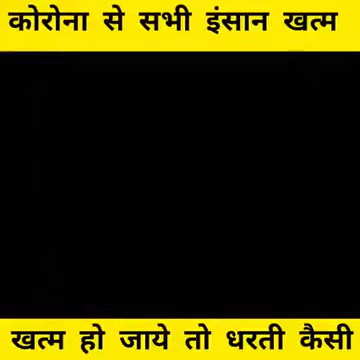 कोरोना से सभी इंसान खत्म
खत्म हो जाये तो धरती कैसी